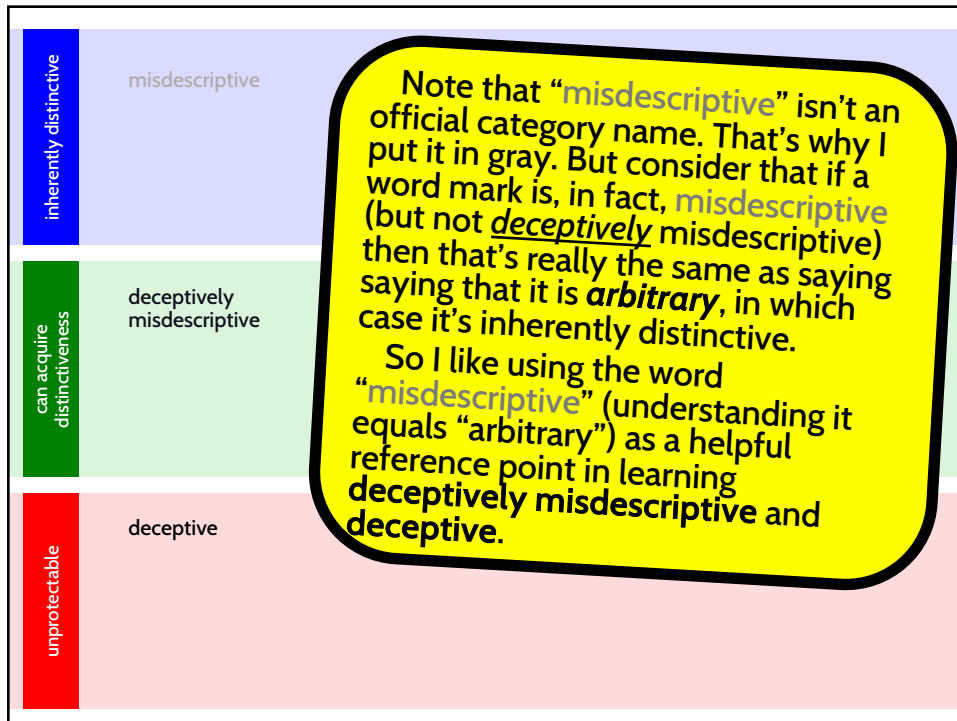 inherently distinctive
misdescriptive
can acquire
distinctiveness
deceptively
misdescriptive
unprotectable
deceptive
Note that “misdescriptive” isn’t an
official category name. That’s why I
put it in gray. But consider that if a
word mark is, in fact, misdescriptive
(but not deceptively misdescriptive)
then that’s really the same as saying
saying that it is arbitrary, in which
case it’s inherently distinctive.
So I like using the word
“misdescriptive” (understanding it
equals “arbitrary”) as a helpful
reference point in learning
deceptively misdescriptive and
deceptive.